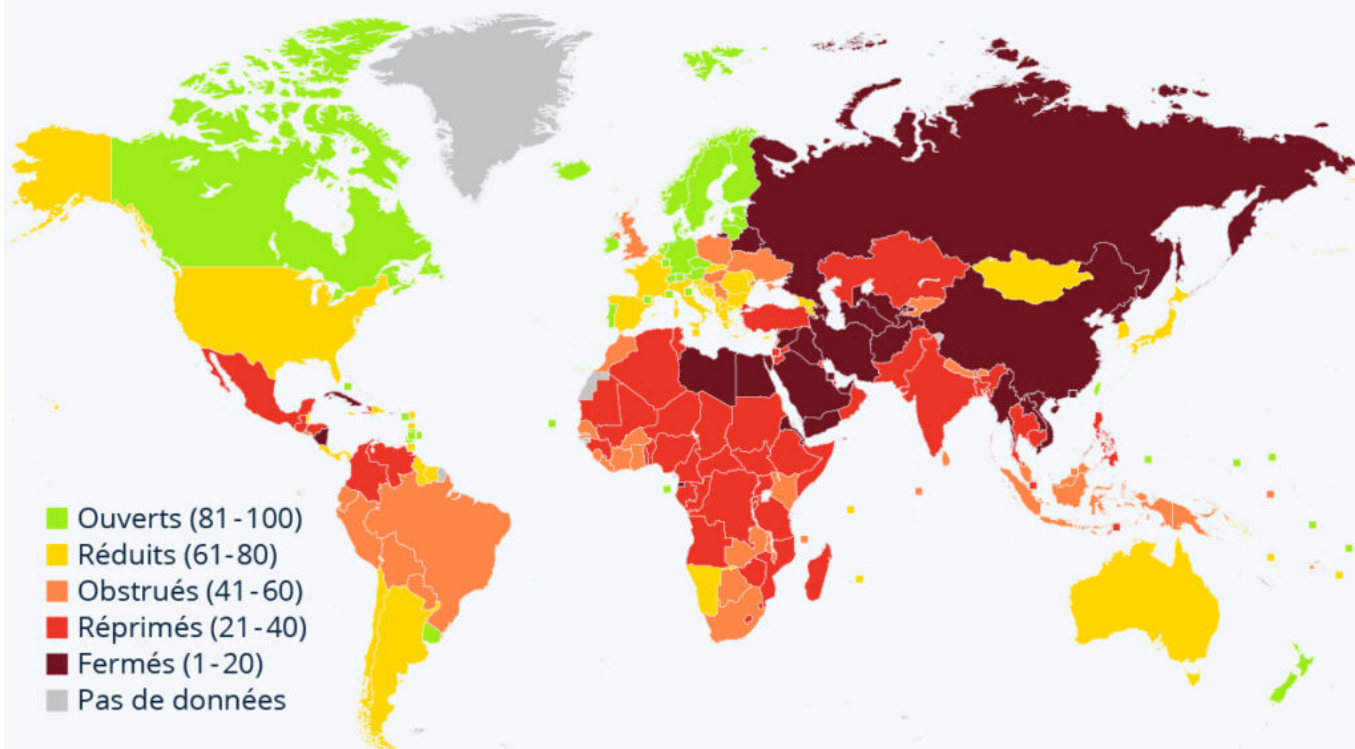 Ouverts (81-100)
Réduits (61-80)
Obstrués (41-60)
Réprimés (21-40)
Fermés (1-20)
Pas de données